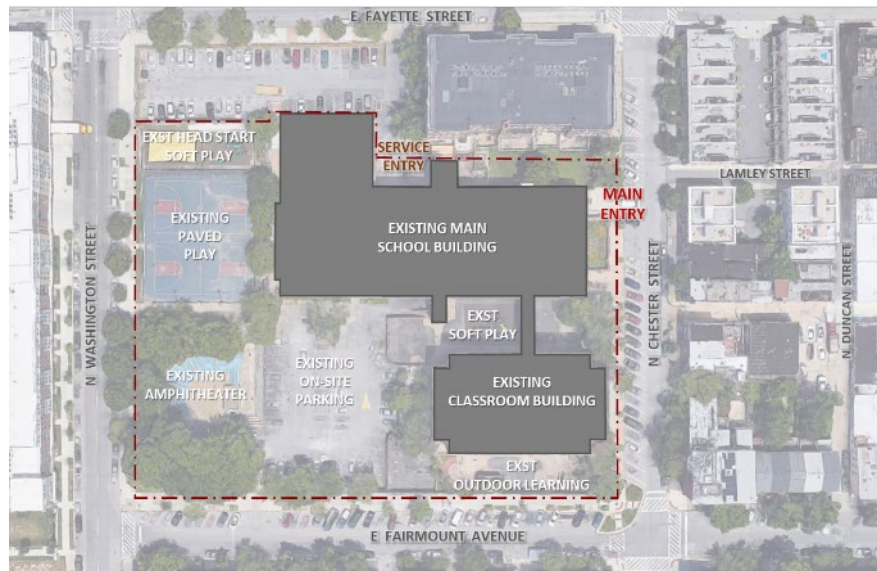 E FAYETTE STREET
EXST HEAD START
SOFT PLAY
SERVICE
ENTRY
LAMLEY STREET
MAIN
ENTRY
EXISTING
PAVED
PLAY
EXISTING MAIN
SCHOOL BUILDING
N WASHINGTON STREET
N CHESTER STREET
N DUNCAN STREET
EXST
SOFT PLAY
EXISTING
AMPHITHEATER
EXISTING
ON-SITE
PARKING
EXISTING
CLASSROOM BUILDING
EXST
OUTDOOR LEARNING
E FAIRMOUNT AVENUE